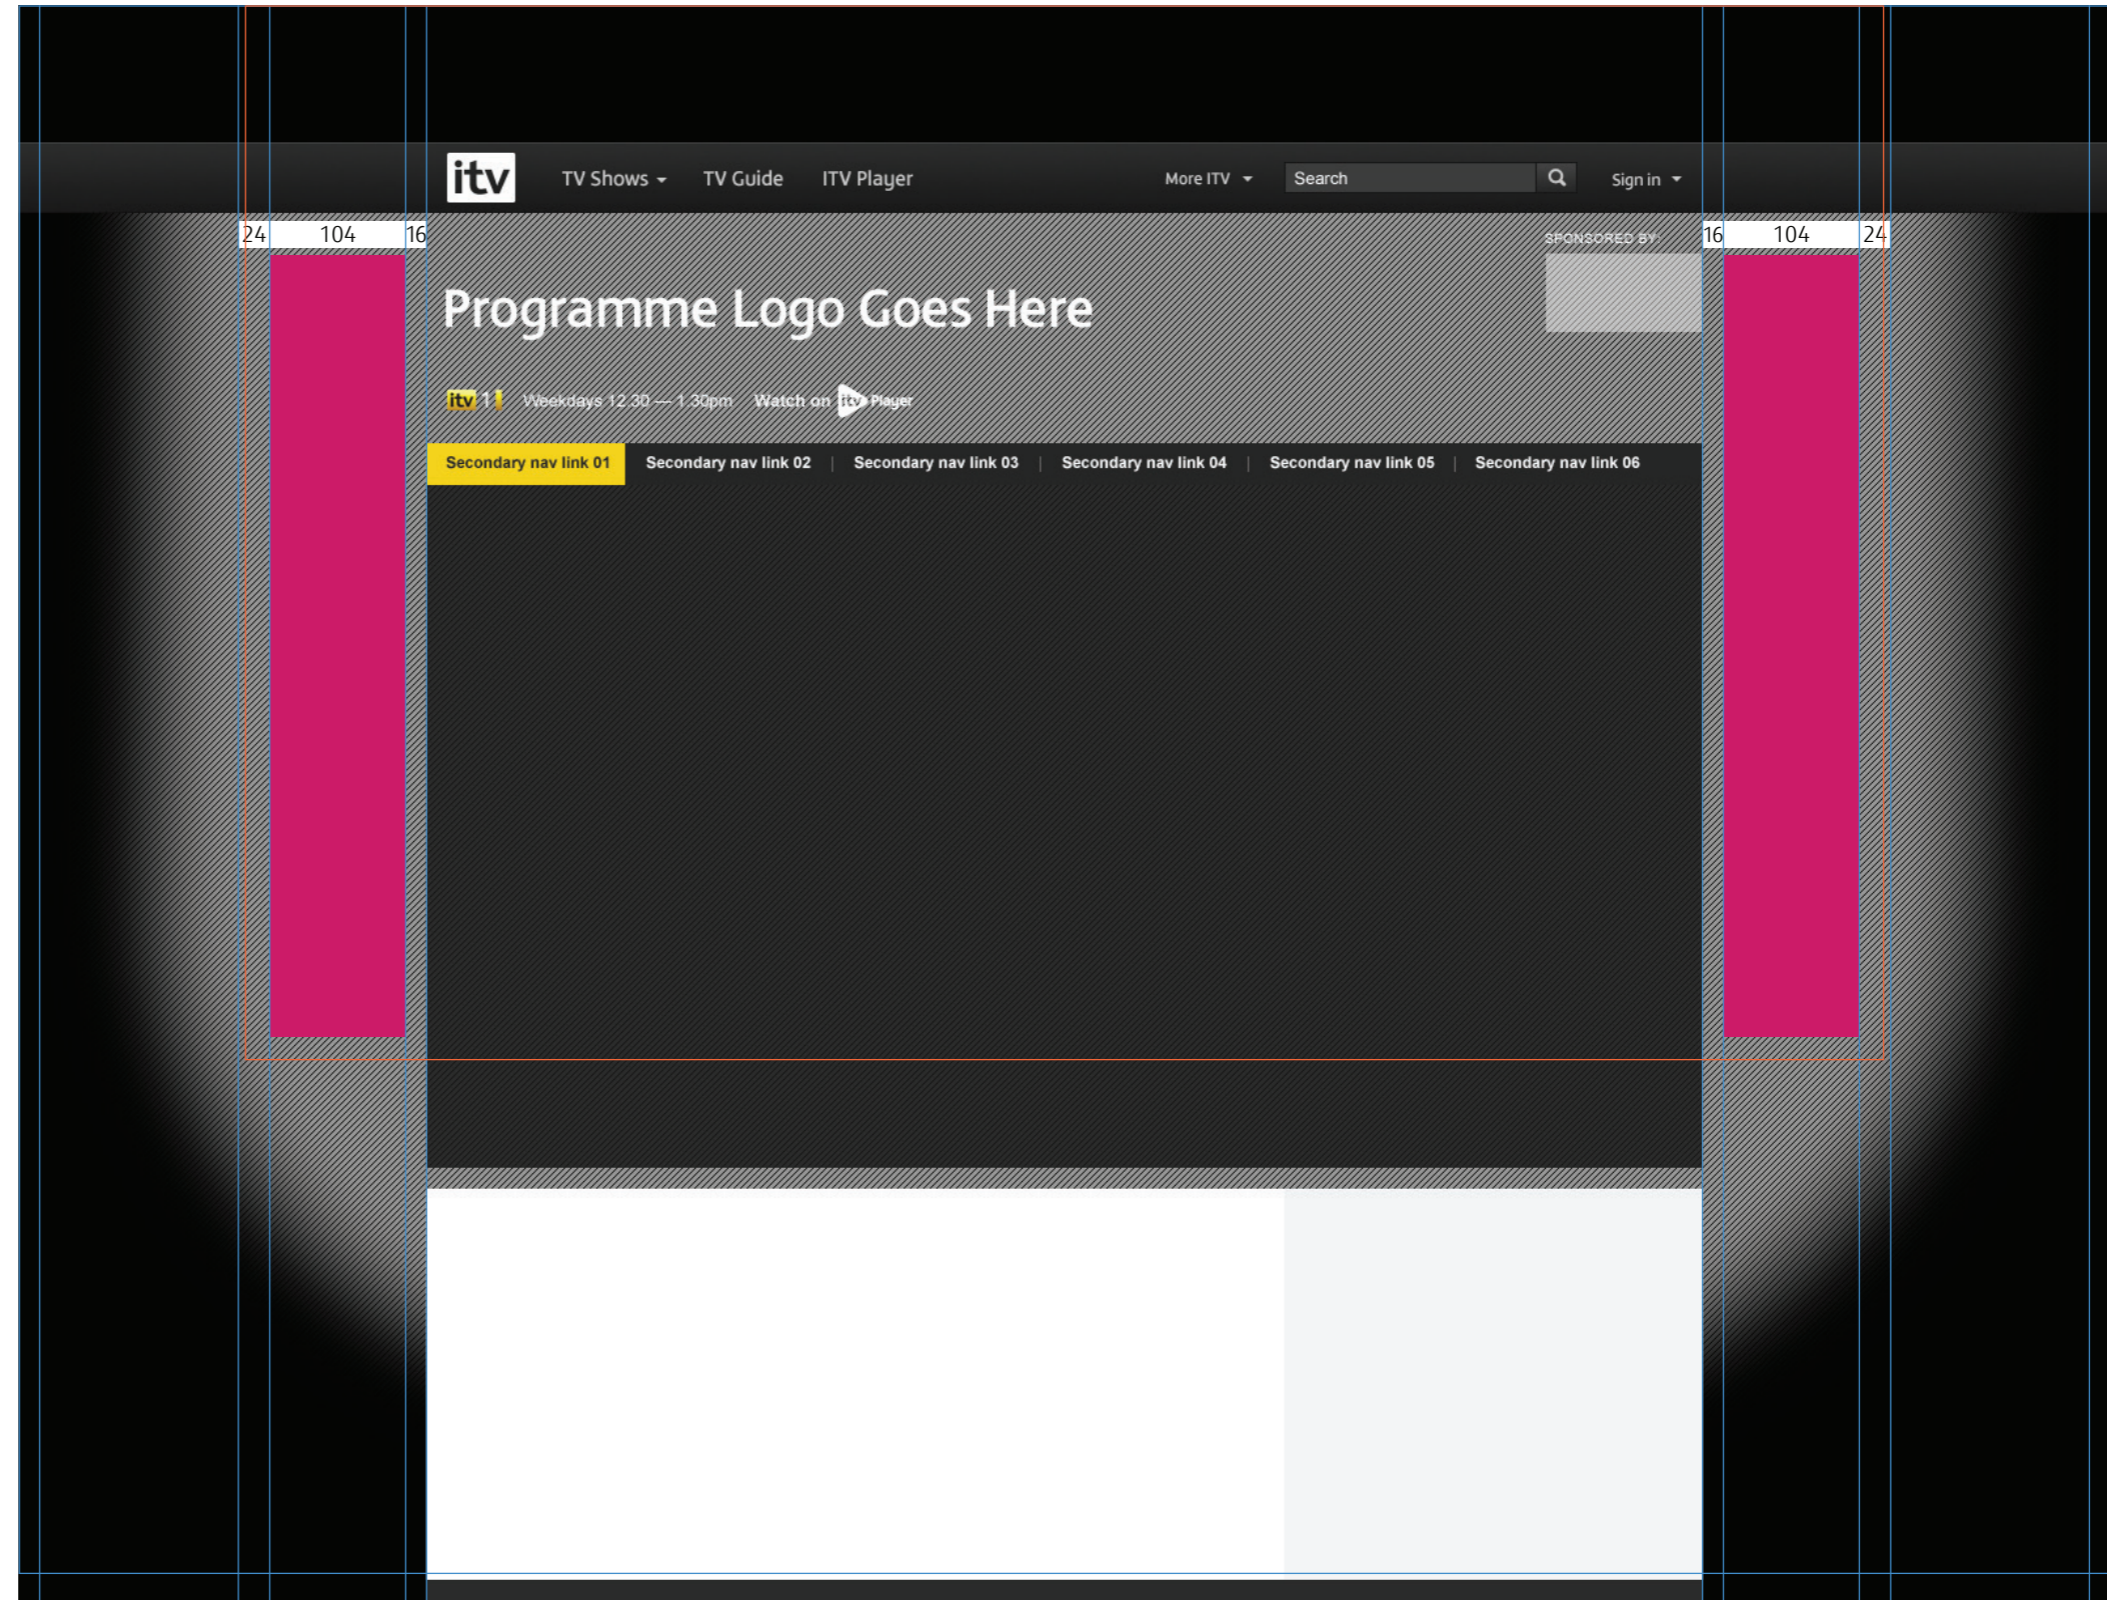 itv TV Shows TV Guide ITV Player More ITV Search Sign in
24 104 16 SPONSORED BY: 16 104 24
Programme Logo Goes Here
itv 1 Weekdays 12.30 — 1.30pm Watch on itv Player
Secondary nav link 01 Secondary nav link 02 | Secondary nav link 03 | Secondary nav link 04 | Secondary nav link 05 | Secondary nav link 06